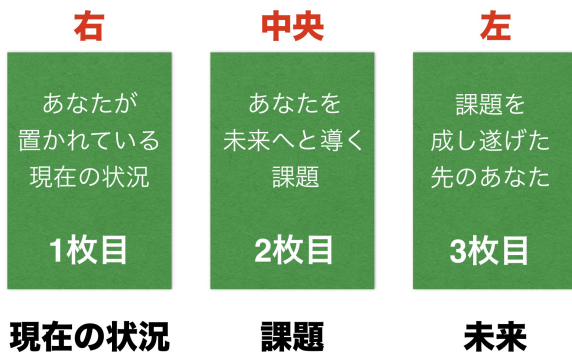 右
あなたが
置かれている
現在の状況
1枚目
現在の状況
中央
あなたを
未来へと導く
課題
2枚目
課題
左
課題を
成し遂げた
先のあなた
3枚目
未来